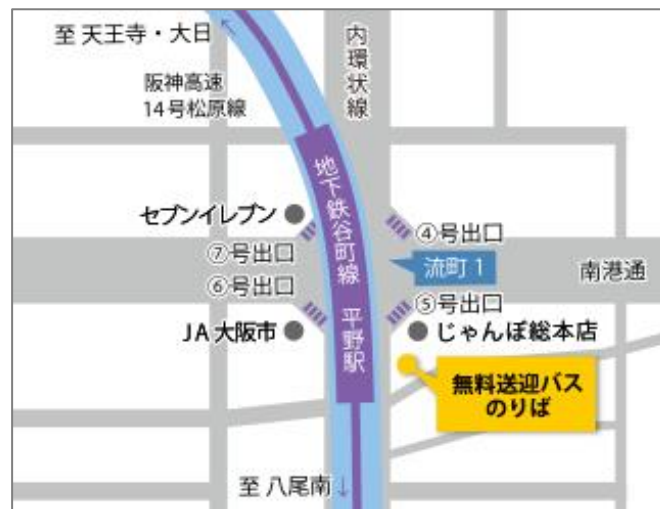 至 天王寺・大日
内環状線
阪神高速
14号松原線
地下鉄谷町線 平野駅
セブンイレブン
④号出口
⑦号出口
流町 1
南港通
⑥号出口
⑤号出口
JA 大阪市
じゃんぼ総本店
無料送迎バス
のりば
至 八尾南